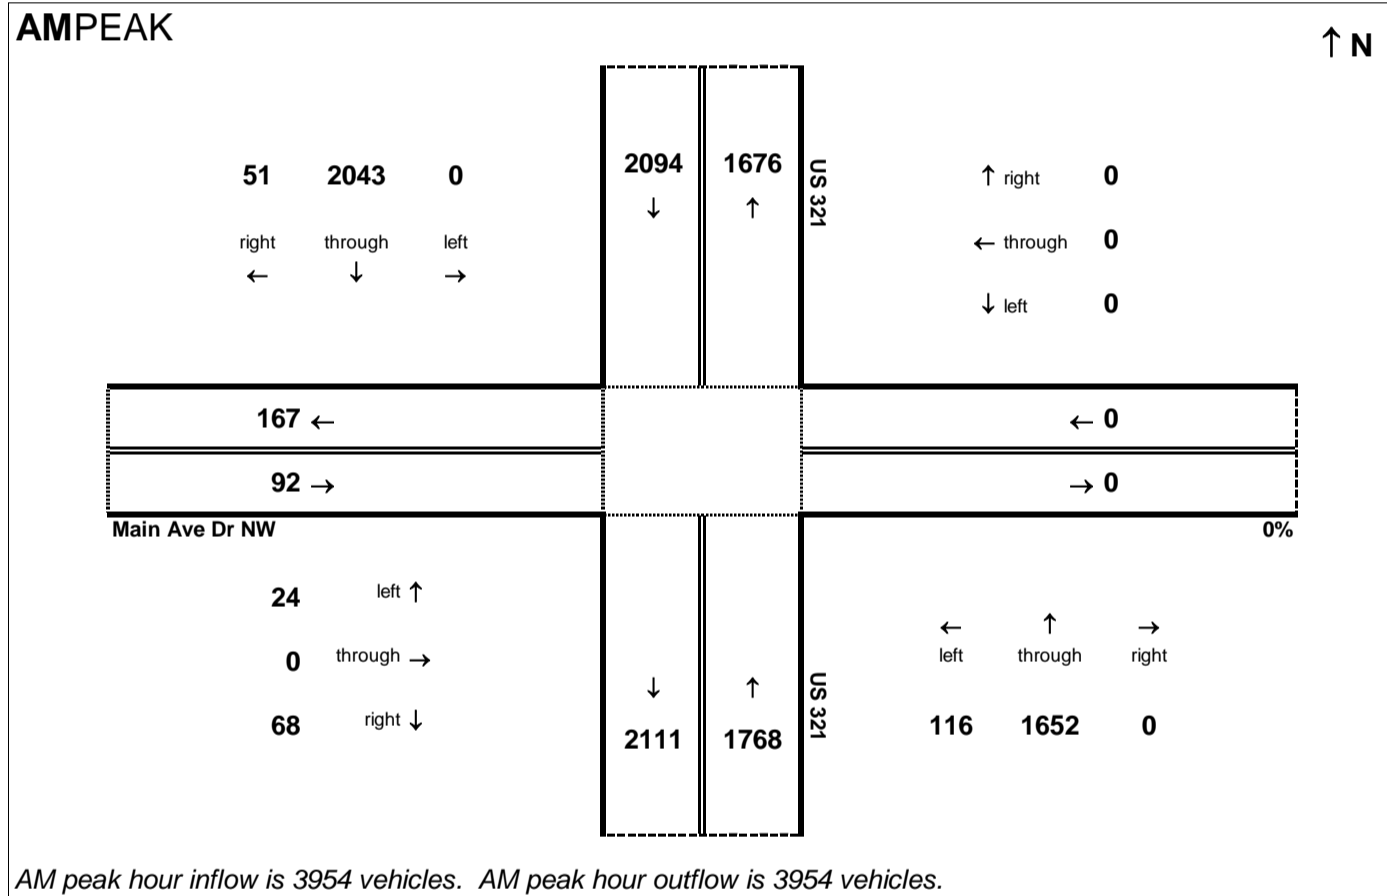 AMPEAK
↑ N
51 2043 0
right through left
← ↓ →
2094 1676
↓ ↑
US 321
↑ right 0
← through 0
↓ left 0
167 ←
92 →
← 0
→ 0
Main Ave Dr NW
0%
24 left ↑
0 through →
68 right ↓
↓ ↑
2111 1768
US 321
← ↑ →
left through right
116 1652 0
AM peak hour inflow is 3954 vehicles. AM peak hour outflow is 3954 vehicles.